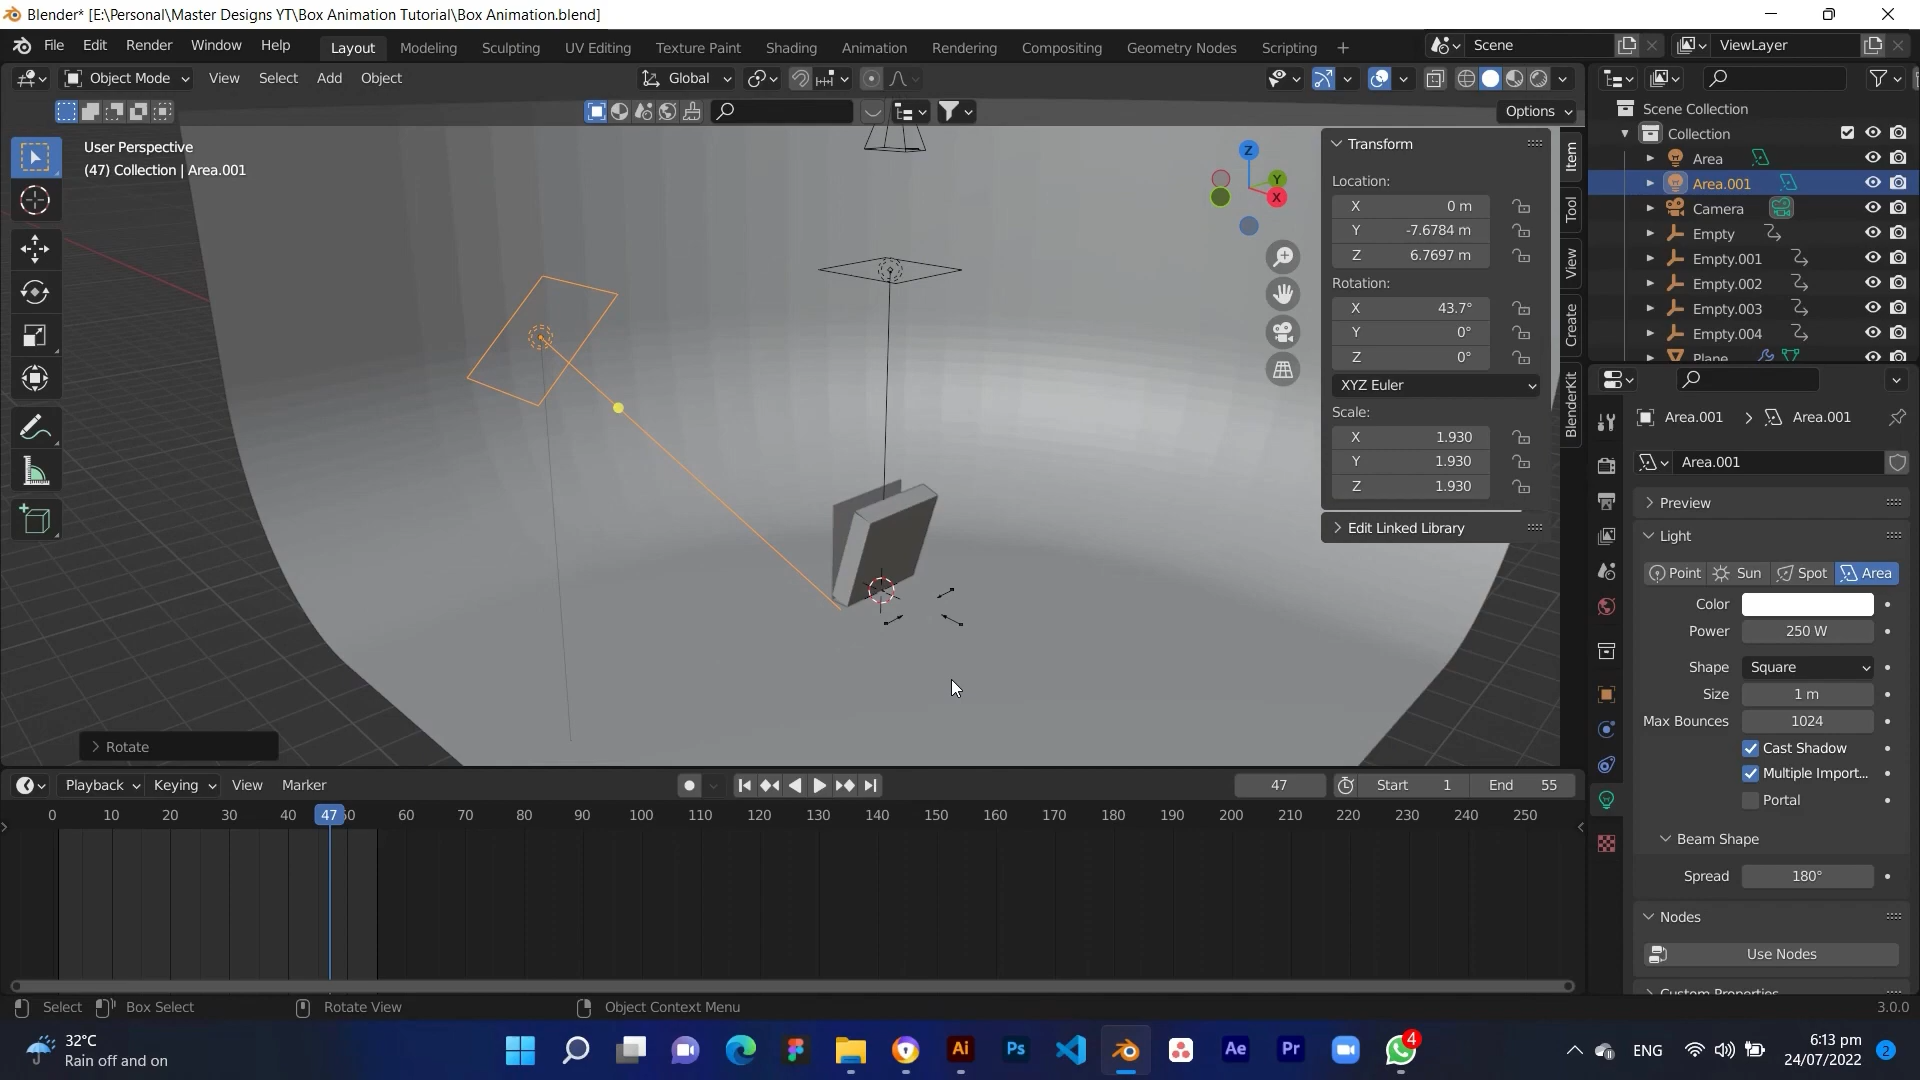 Blender* [E:\Personal\Master Designs YT\Box Animation Tutorial\Box Animation.blend]
File Edit Render Window Help Layout Modeling Sculpting UV Editing Texture Paint Shading Animation Rendering Compositing Geometry Nodes Scripting Scene ViewLayer
Object Mode View Select Add Object Global
Options
User Perspective
(47) Collection | Area.001
Z
Y
X
Transform
Location:
X 0 m
Y -7.6784 m
Z 6.7697 m
Rotation:
X 43.7°
Y 0°
Z 0°
XYZ Euler
Scale:
X 1.930
Y 1.930
Z 1.930
Edit Linked Library
Item
Tool
View
Create
BlenderKit
Scene Collection
Collection
Area
Area.001
Camera
Empty
Empty.001
Empty.002
Empty.003
Empty.004
Plane
Area.001 Area.001
Area.001
Preview
Light
Point Sun Spot Area
Color
Power 250 W
Shape Square
Size 1 m
Max Bounces 1024
Cast Shadow
Multiple Import...
Portal
Beam Shape
Spread 180°
Nodes
Use Nodes
Custom Properties
Rotate
Playback Keying View Marker 47 Start 1 End 55
0 10 20 30 40 47 50 60 70 80 90 100 110 120 130 140 150 160 170 180 190 200 210 220 230 240 250
Select Box Select Rotate View Object Context Menu 3.0.0
32°C
Rain off and on
Ai Ps Ae Pr 4
ENG
6:13 pm
24/07/2022
2